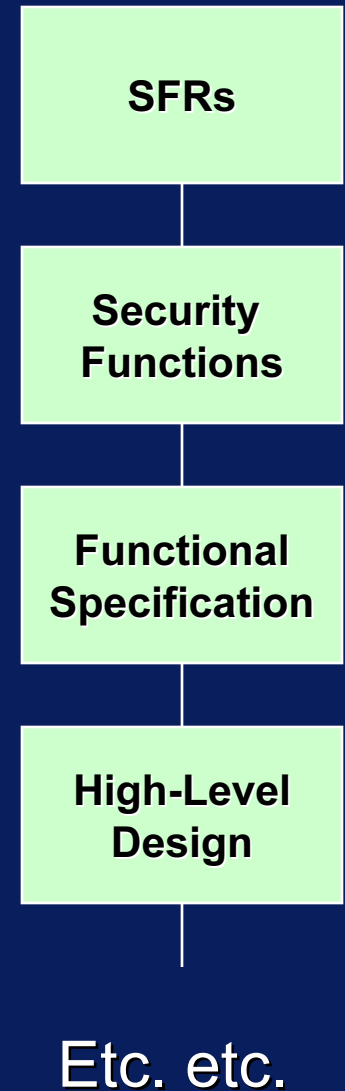 SFRs
Security
Functions
Functional
Specification
High-Level
Design
Etc. etc.